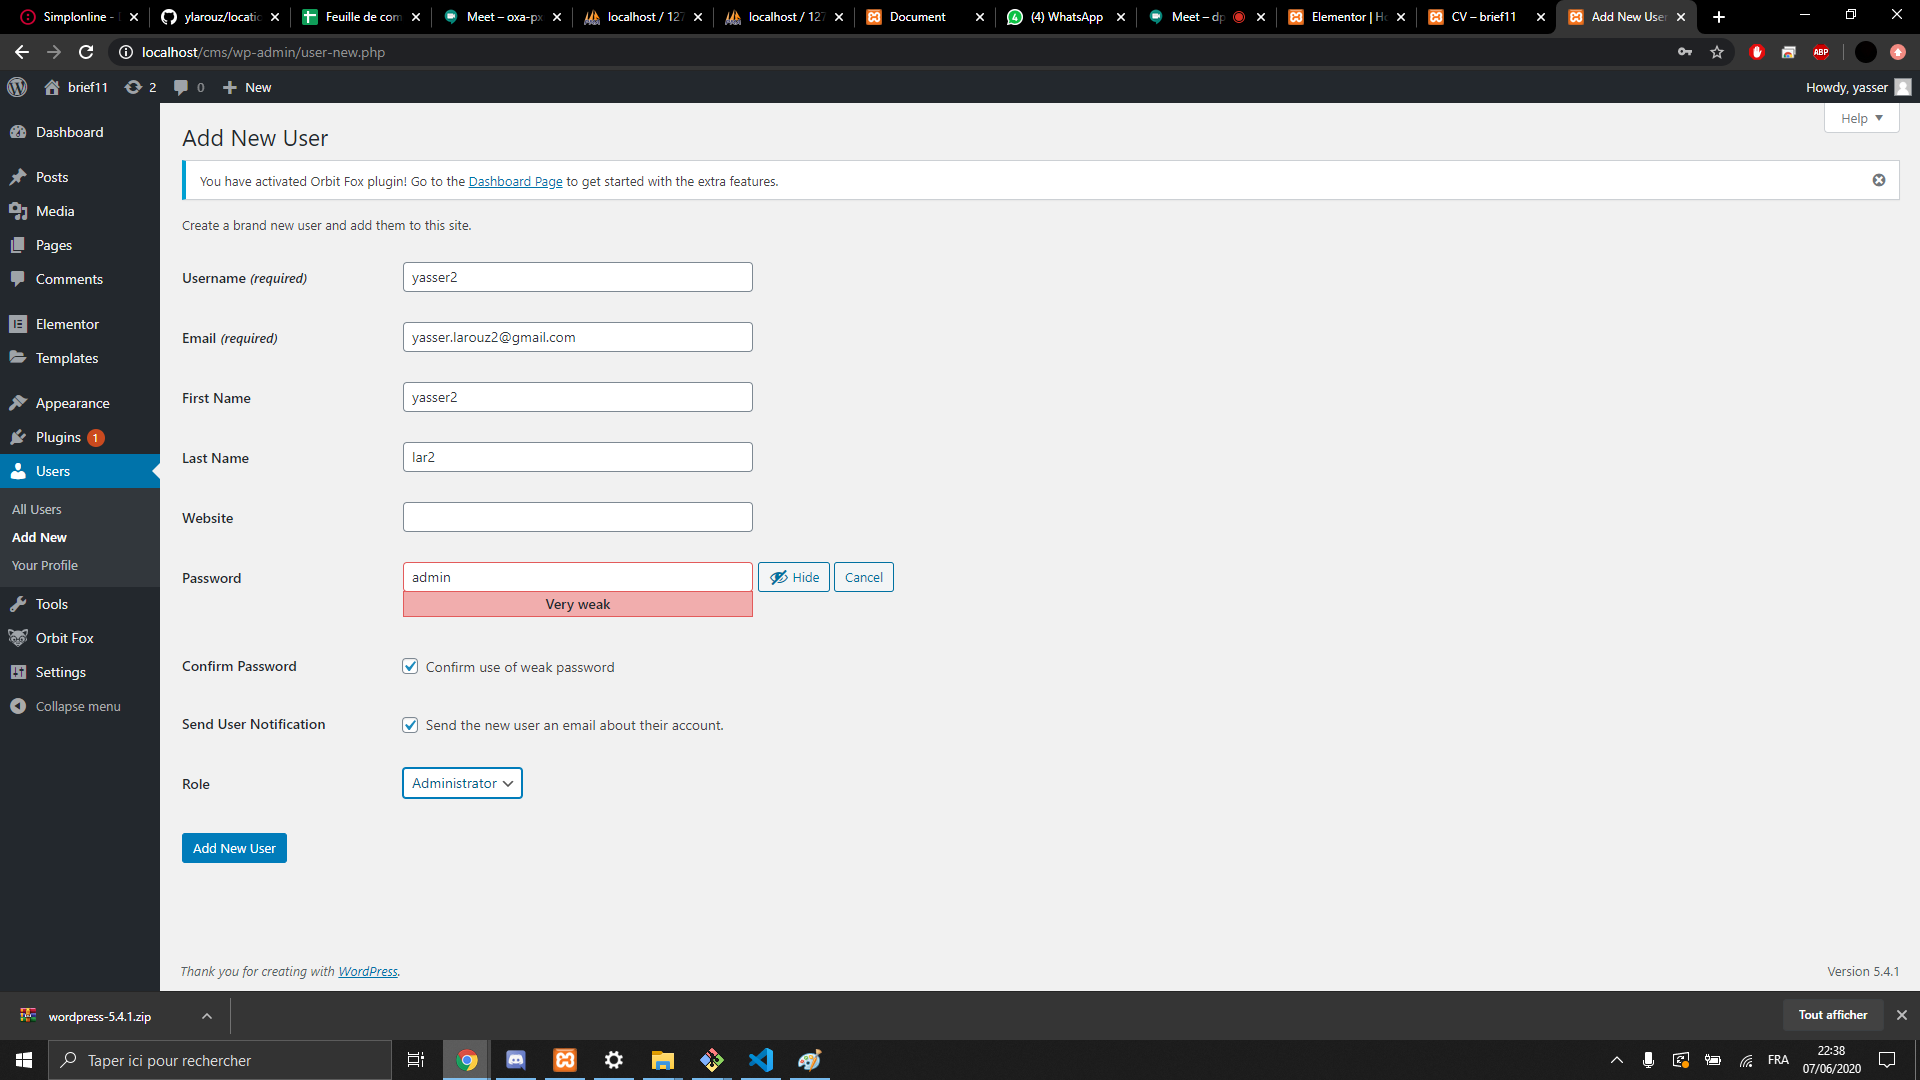 Simplonline -
ylarouz/locatio
Feuille de com
Meet – oxa-px
localhost / 127
localhost / 127
Document
(4) WhatsApp
Meet – dp
Elementor | Ho
CV – brief11
Add New User
localhost/cms/wp-admin/user-new.php
ABP
brief11
2
0
New
Howdy, yasser
Dashboard
Posts
Media
Pages
Comments
Elementor
Templates
Appearance
Plugins 1
Users
All Users
Add New
Your Profile
Tools
Orbit Fox
Settings
Collapse menu
Help
Add New User
You have activated Orbit Fox plugin! Go to the Dashboard Page to get started with the extra features.
Create a brand new user and add them to this site.
Username (required)
yasser2
Email (required)
yasser.larouz2@gmail.com
First Name
yasser2
Last Name
lar2
Website
Password
admin
Hide
Cancel
Very weak
Confirm Password
Confirm use of weak password
Send User Notification
Send the new user an email about their account.
Role
Administrator
Add New User
Thank you for creating with WordPress.
Version 5.4.1
wordpress-5.4.1.zip
Tout afficher
Taper ici pour rechercher
FRA
22:38
07/06/2020